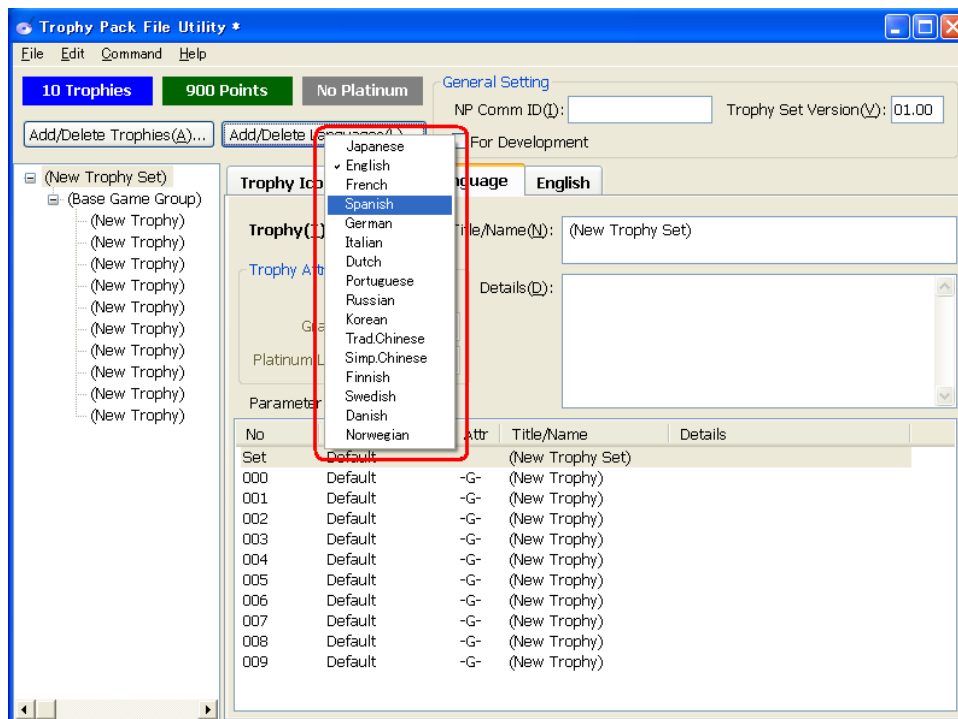 Trophy Pack File Utility *
File Edit Command Help
10 Trophies 900 Points No Platinum
General Setting
NP Comm ID(I): Trophy Set Version(V): 01.00
Add/Delete Trophies(A)... Add/Delete Languages(L)... For Development
(New Trophy Set)
(Base Game Group)
(New Trophy)
(New Trophy)
(New Trophy)
(New Trophy)
(New Trophy)
(New Trophy)
(New Trophy)
(New Trophy)
(New Trophy)
(New Trophy)
Japanese
English
French
Spanish
German
Italian
Dutch
Portuguese
Russian
Korean
Trad.Chinese
Simp.Chinese
Finnish
Swedish
Danish
Norwegian
Trophy Ico nguage English
Trophy(T) Title/Name(N): (New Trophy Set)
Trophy Att
Details(D):
Gra
Platinum L
Parameter
No Attr Title/Name Details
Set Default (New Trophy Set)
000 Default -G- (New Trophy)
001 Default -G- (New Trophy)
002 Default -G- (New Trophy)
003 Default -G- (New Trophy)
004 Default -G- (New Trophy)
005 Default -G- (New Trophy)
006 Default -G- (New Trophy)
007 Default -G- (New Trophy)
008 Default -G- (New Trophy)
009 Default -G- (New Trophy)